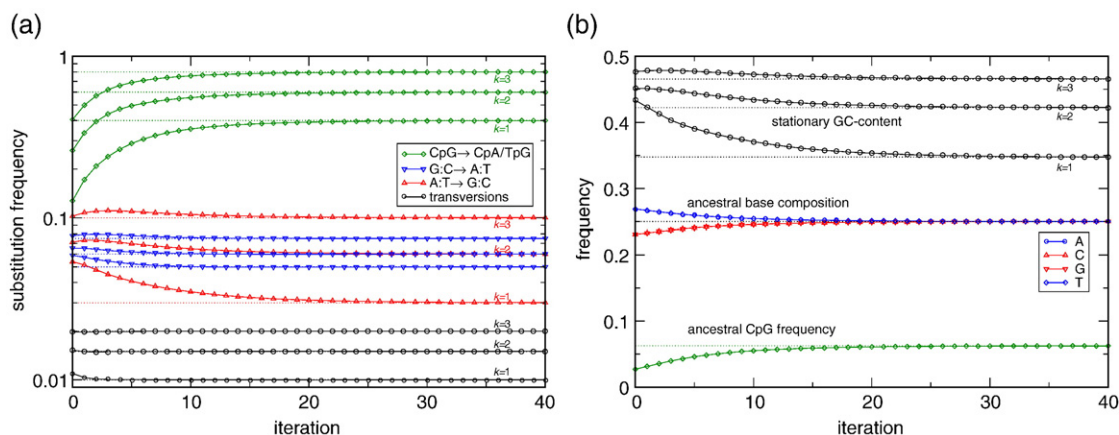 (a)
1
0.1
0.01
substitution frequency
k=3
k=2
k=1
CpG→ CpA/TpG
G:C→ A:T
A:T→ G:C
transversions
k=3
k=2
k=1
k=3
k=2
k=1
0
10
20
30
40
iteration
(b)
0.5
0.4
0.3
0.2
0.1
0
frequency
k=3
stationary GC-content
k=2
k=1
ancestral base composition
A
C
G
T
ancestral CpG frequency
0
10
20
30
40
iteration